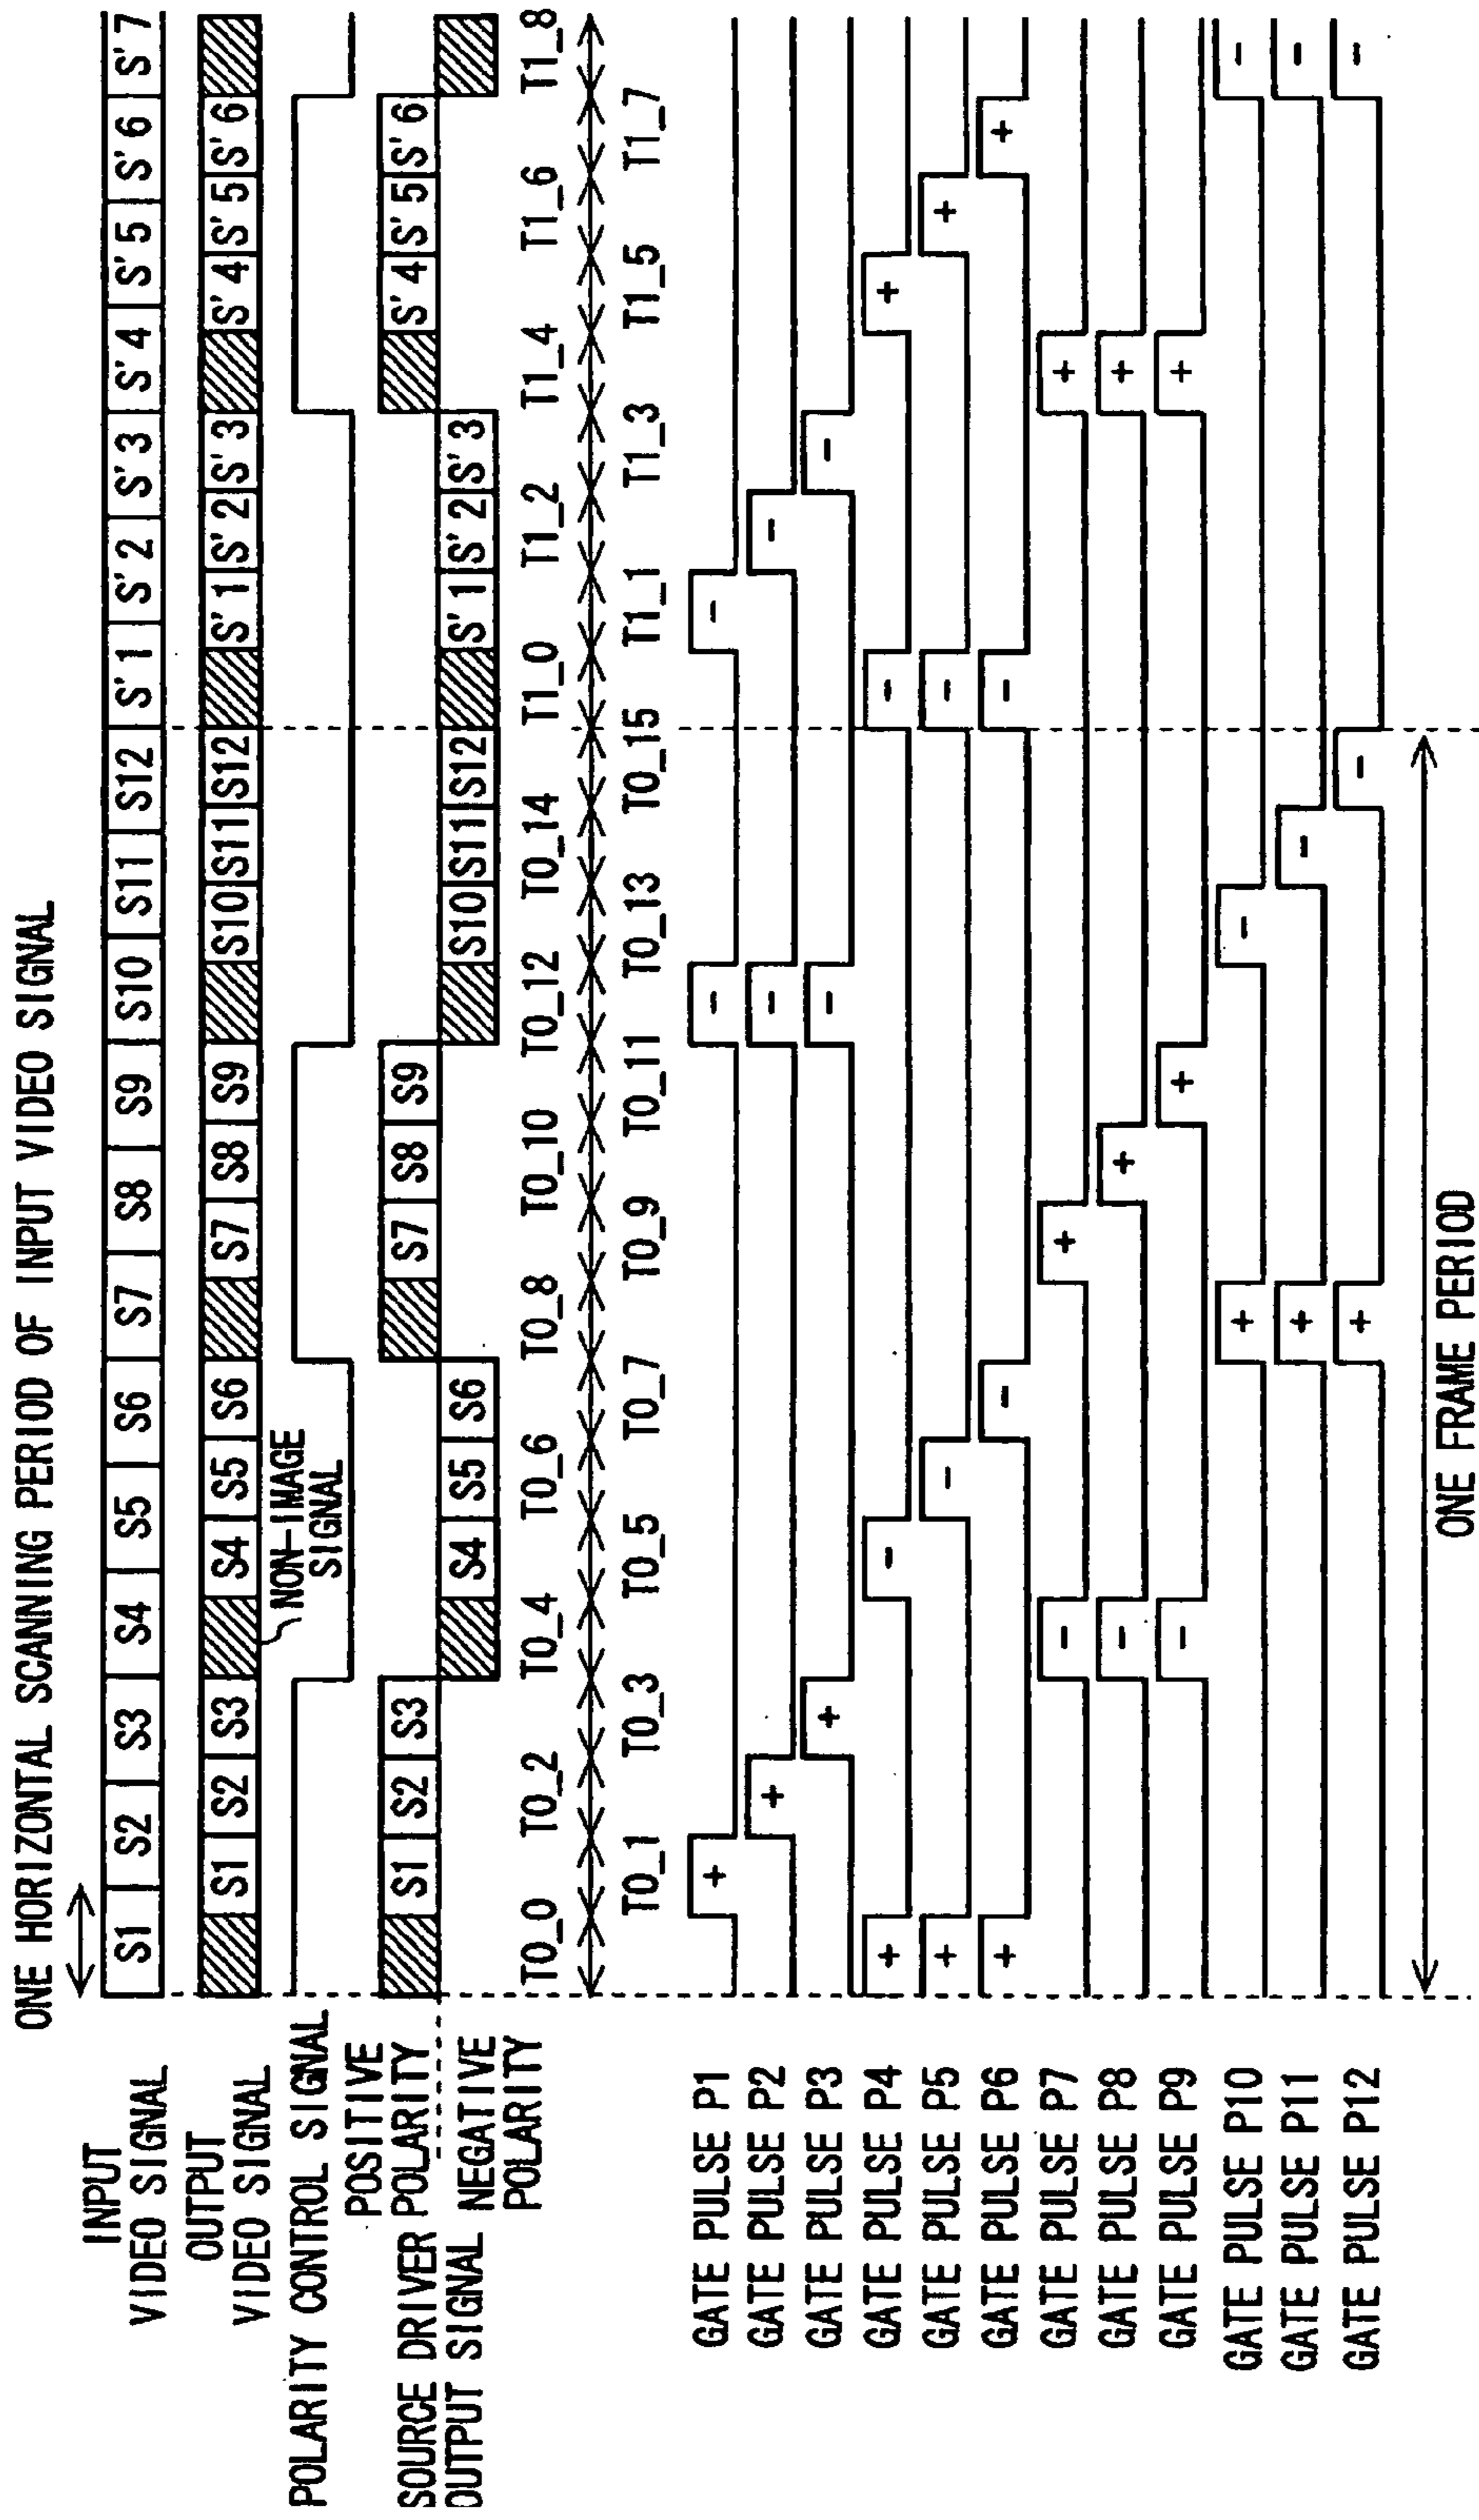 ONE HORIZONTAL SCANNING PERIOD OF INPUT VIDEO SIGNAL
INPUT
VIDEO SIGNAL
S1 S2 S3 S4 S5 S6 S7 S8 S9 S10 S11 S12 S'1 S'2 S'3 S'4 S'5 S'6 S'7
OUTPUT
VIDEO SIGNAL
S1 S2 S3 S4 S5 S6 S7 S8 S9 S10 S11 S12 S'1 S'2 S'3 S'4 S'5 S'6
NON-IMAGE
SIGNAL
POLARITY CONTROL SIGNAL
SOURCE DRIVER
OUTPUT SIGNAL
POSITIVE
POLARITY
S1 S2 S3 S7 S8 S9 S'4 S'5 S'6
NEGATIVE
POLARITY
S4 S5 S6 S10 S11 S12 S'1 S'2 S'3
T0_0 T0_2 T0_4 T0_6 T0_8 T0_10 T0_12 T0_14 T1_0 T1_2 T1_4 T1_6 T1_8
T0_1 T0_3 T0_5 T0_7 T0_9 T0_11 T0_13 T0_15 T1_1 T1_3 T1_5 T1_7
GATE PULSE P1 + - -
GATE PULSE P2 + - -
GATE PULSE P3 + - -
GATE PULSE P4 + - - +
GATE PULSE P5 + - - +
GATE PULSE P6 + - - +
GATE PULSE P7 - + +
GATE PULSE P8 - + +
GATE PULSE P9 - + +
GATE PULSE P10 + - -
GATE PULSE P11 + - -
GATE PULSE P12 + - -
ONE FRAME PERIOD